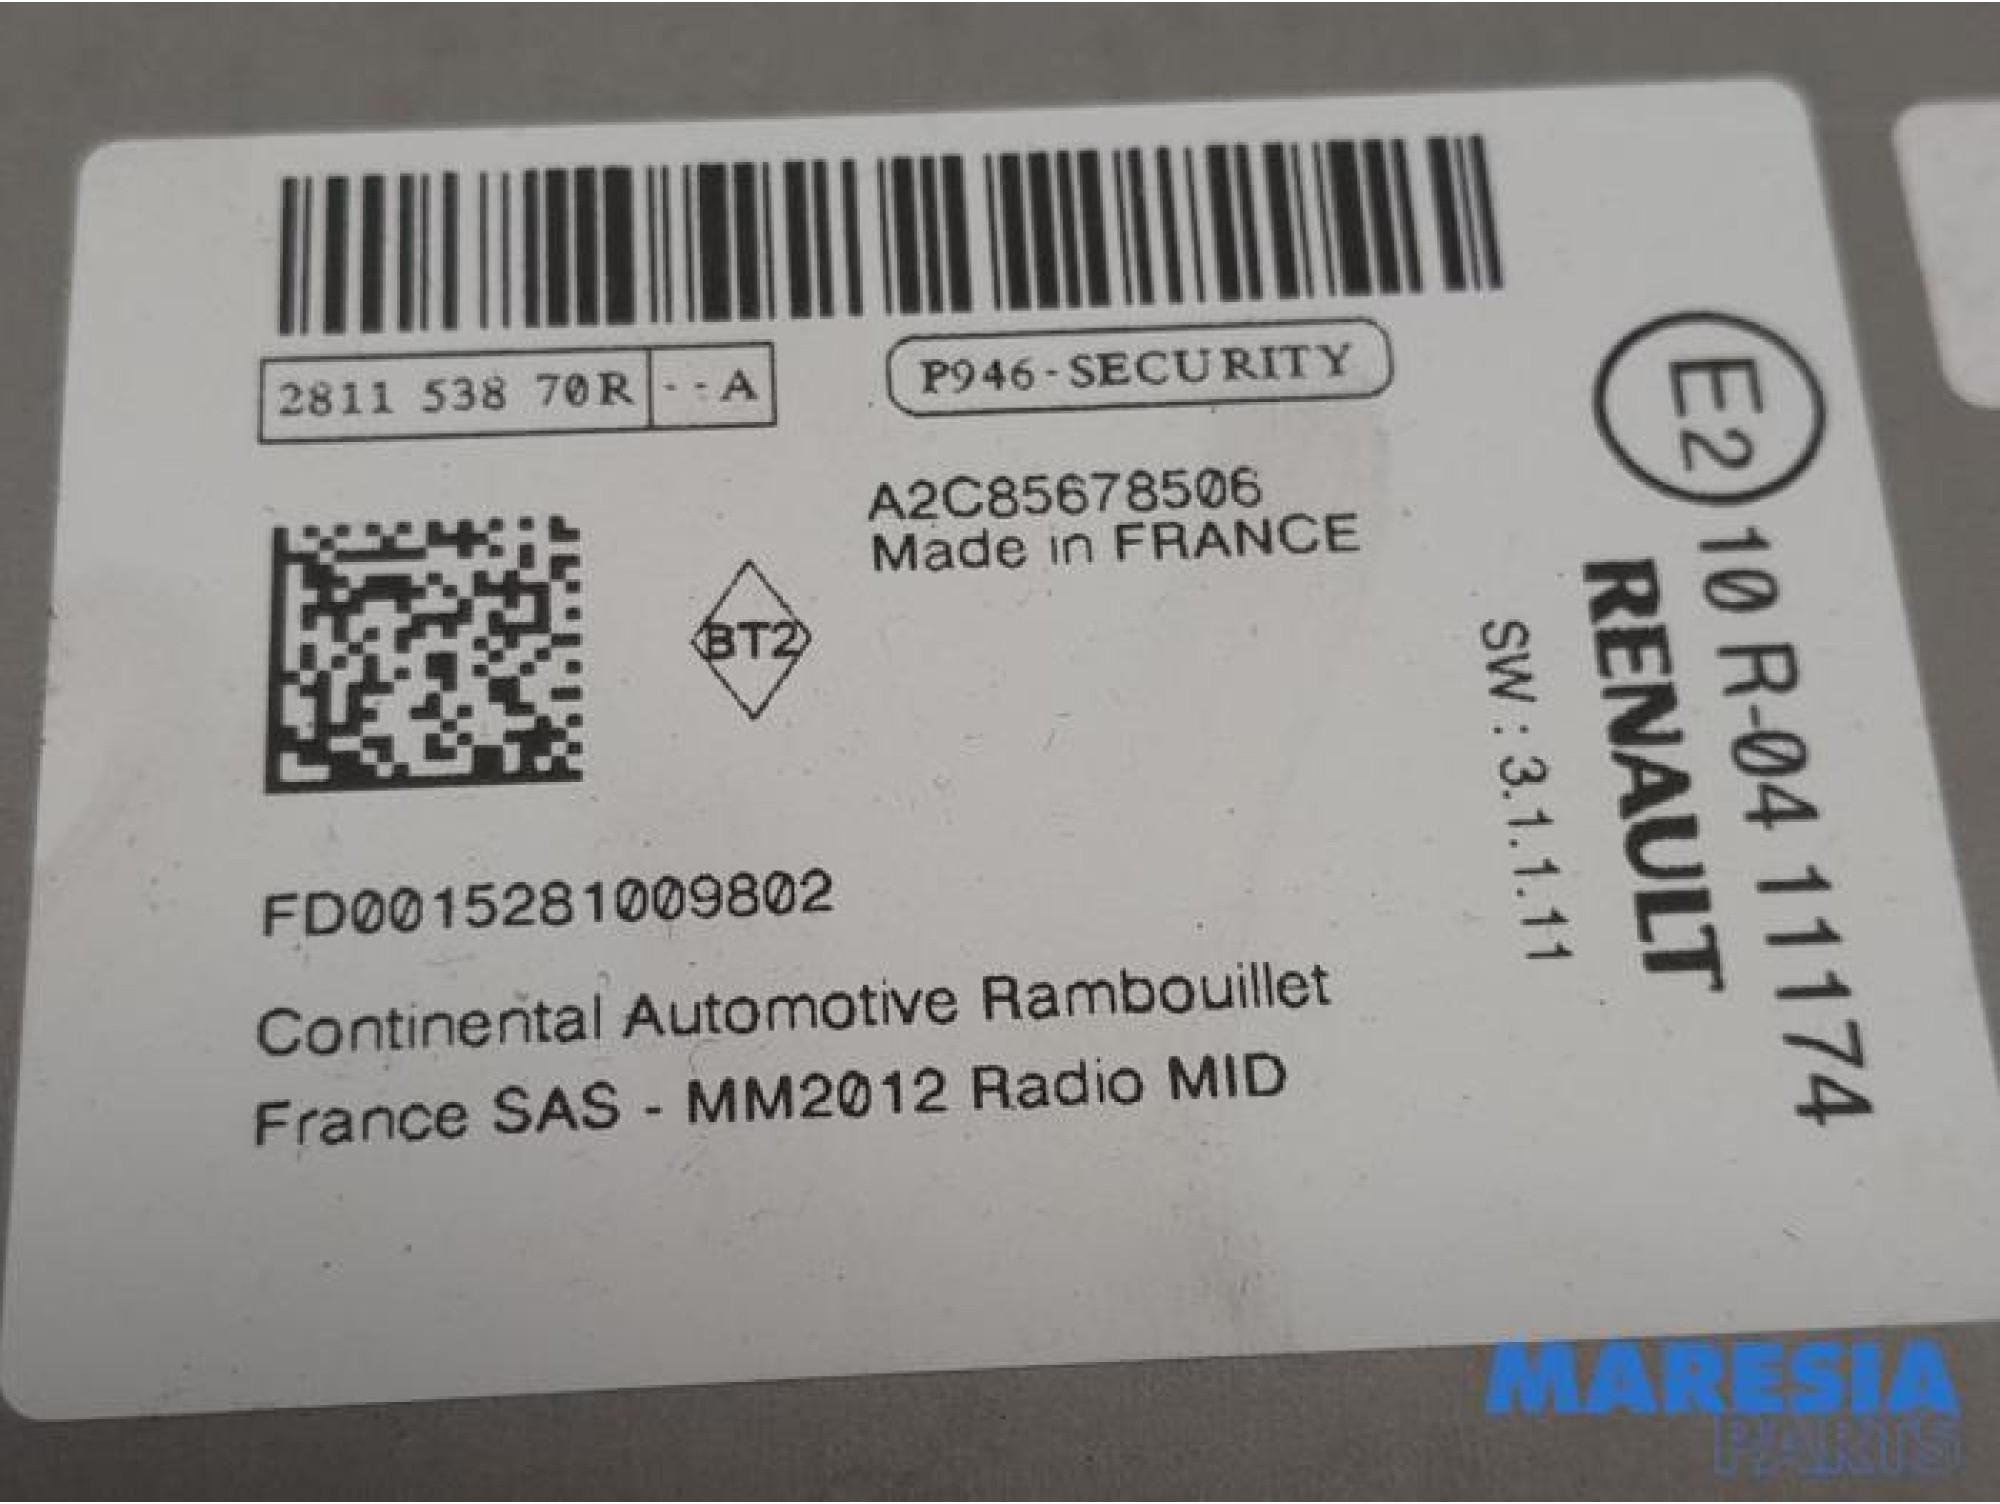 2811 538 70R --A
P946-SECURITY
A2C85678506
Made in FRANCE
BT2
FD0015281009802
Continental Automotive Rambouillet
France SAS - MM2012 Radio MID
E2
10 R-04 11174
RENAULT
SW : 3.1.1.11
MARESIA
PARTS